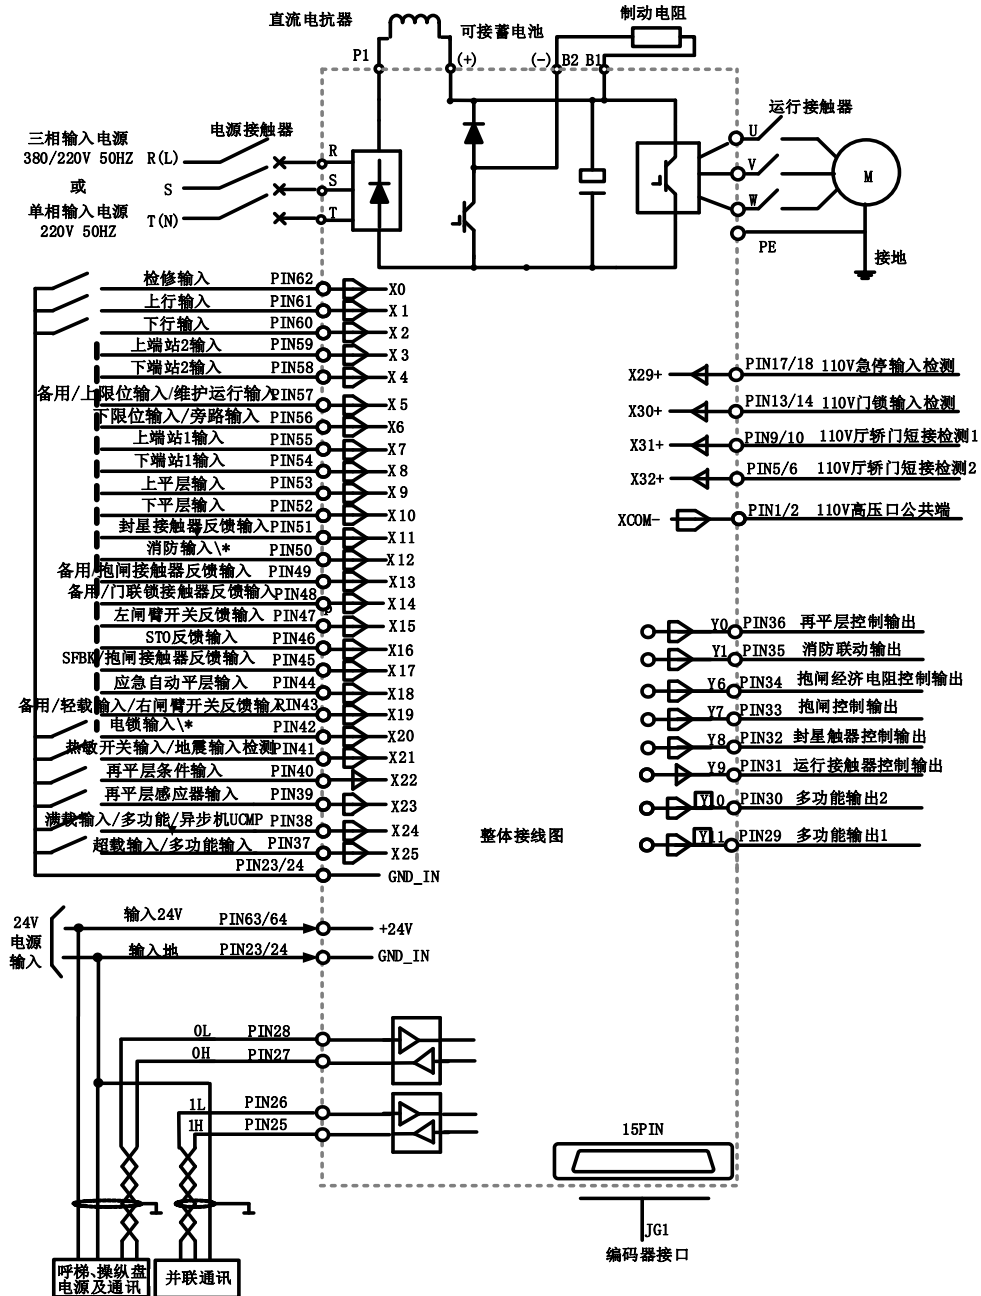 直流电抗器
可接蓄电池
制动电阻
P1
(+)
(-)
B2
B1
三相输入电源
380/220V 50HZ
或
单相输入电源
220V 50HZ
R(L)
S
T(N)
电源接触器
R
S
T
运行接触器
U
V
W
M
PE
接地
检修输入 PIN62 X0
上行输入 PIN61 X1
下行输入 PIN60 X2
上端站2输入 PIN59 X3
下端站2输入 PIN58 X4
备用/上限位输入/维护运行输入 PIN57 X5
下限位输入/旁路输入 PIN56 X6
上端站1输入 PIN55 X7
下端站1输入 PIN54 X8
上平层输入 PIN53 X9
下平层输入 PIN52 X10
封星接触器反馈输入 PIN51 X11
消防输入\* PIN50 X12
备用/抱闸接触器反馈输入 PIN49 X13
备用/门联锁接触器反馈输入 PIN48 X14
P
左闸臂开关反馈输入 PIN47 X15
STO反馈输入 PIN46 X16
SFBK/抱闸接触器反馈输入 PIN45 X17
应急自动平层输入 PIN44 X18
备用/轻载输入/右闸臂开关反馈输入 PIN43 X19
电锁输入\* PIN42 X20
热敏开关输入/地震输入检测 PIN41 X21
再平层条件输入 PIN40 X22
再平层感应器输入 PIN39 X23
满载输入/多功能/异步机UCMP PIN38 X24
超载输入/多功能输入 PIN37 X25
PIN23/24 GND_IN
X29+ PIN17/18 110V急停输入检测
X30+ PIN13/14 110V门锁输入检测
X31+ PIN9/10 110V厅轿门短接检测1
X32+ PIN5/6 110V厅轿门短接检测2
XCOM- PIN1/2 110V高压口公共端
Y0 PIN36 再平层控制输出
Y1 PIN35 消防联动输出
Y6 PIN34 抱闸经济电阻控制输出
Y7 PIN33 抱闸控制输出
Y8 PIN32 封星触器控制输出
Y9 PIN31 运行接触器控制输出
Y10 PIN30 多功能输出2
Y11 PIN29 多功能输出1
整体接线图
24V
电源
输入
输入24V PIN63/64 +24V
输入地 PIN23/24 GND_IN
0L PIN28
0H PIN27
1L PIN26
1H PIN25
15PIN
JG1
编码器接口
呼梯、操纵盘
电源及通讯
并联通讯